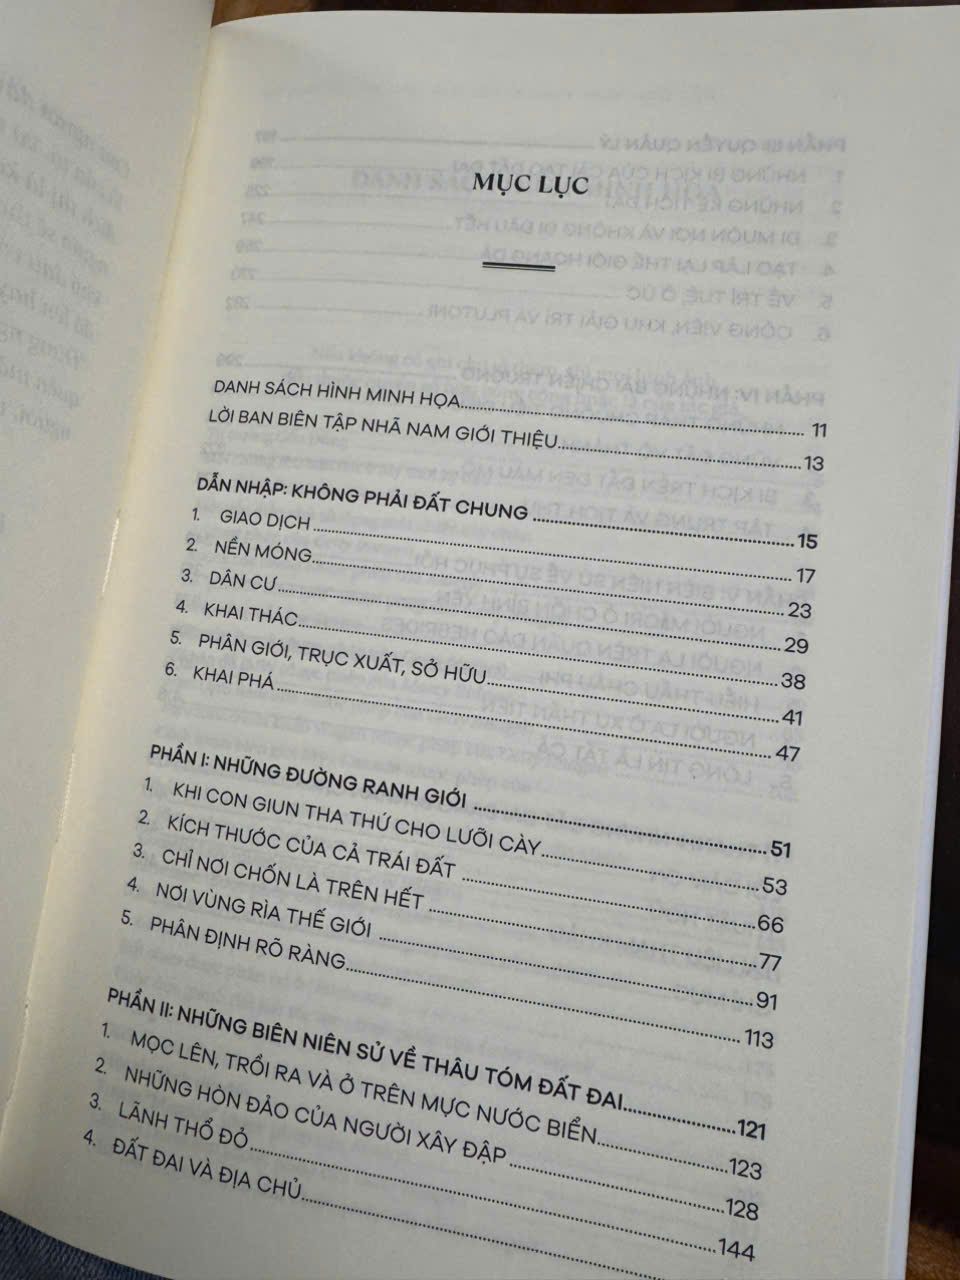 MỤC LỤC
DANH SÁCH HÌNH MINH HỌA 11
LỜI BAN BIÊN TẬP NHÃ NAM GIỚI THIỆU 13
DẪN NHẬP: KHÔNG PHẢI ĐẤT CHUNG 15
1. GIAO DỊCH 17
2. NỀN MÓNG 23
3. DÂN CƯ 29
4. KHAI THÁC 38
5. PHÂN GIỚI, TRỤC XUẤT, SỞ HỮU 41
6. KHAI PHÁ 47
PHẦN I: NHỮNG ĐƯỜNG RANH GIỚI 51
1. KHI CON GIUN THA THỨ CHO LƯỠI CÀY 53
2. KÍCH THƯỚC CỦA CẢ TRÁI ĐẤT 66
3. CHỈ NƠI CHỐN LÀ TRÊN HẾT 77
4. NƠI VÙNG RÌA THẾ GIỚI 91
5. PHÂN ĐỊNH RÕ RÀNG 113
PHẦN II: NHỮNG BIÊN NIÊN SỬ VỀ THÂU TÓM ĐẤT ĐAI 121
1. MỌC LÊN, TRỒI RA VÀ Ở TRÊN MỰC NƯỚC BIỂN 123
2. NHỮNG HÒN ĐẢO CỦA NGƯỜI XÂY ĐẬP 128
3. LÃNH THỔ ĐỎ 144
4. ĐẤT ĐAI VÀ ĐỊA CHỦ